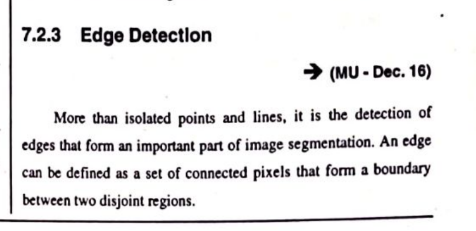 7.2.3 Edge Detection
➔ (MU - Dec. 16)
More than isolated points and lines, it is the detection of
edges that form an important part of image segmentation. An edge
can be defined as a set of connected pixels that form a boundary
between two disjoint regions.